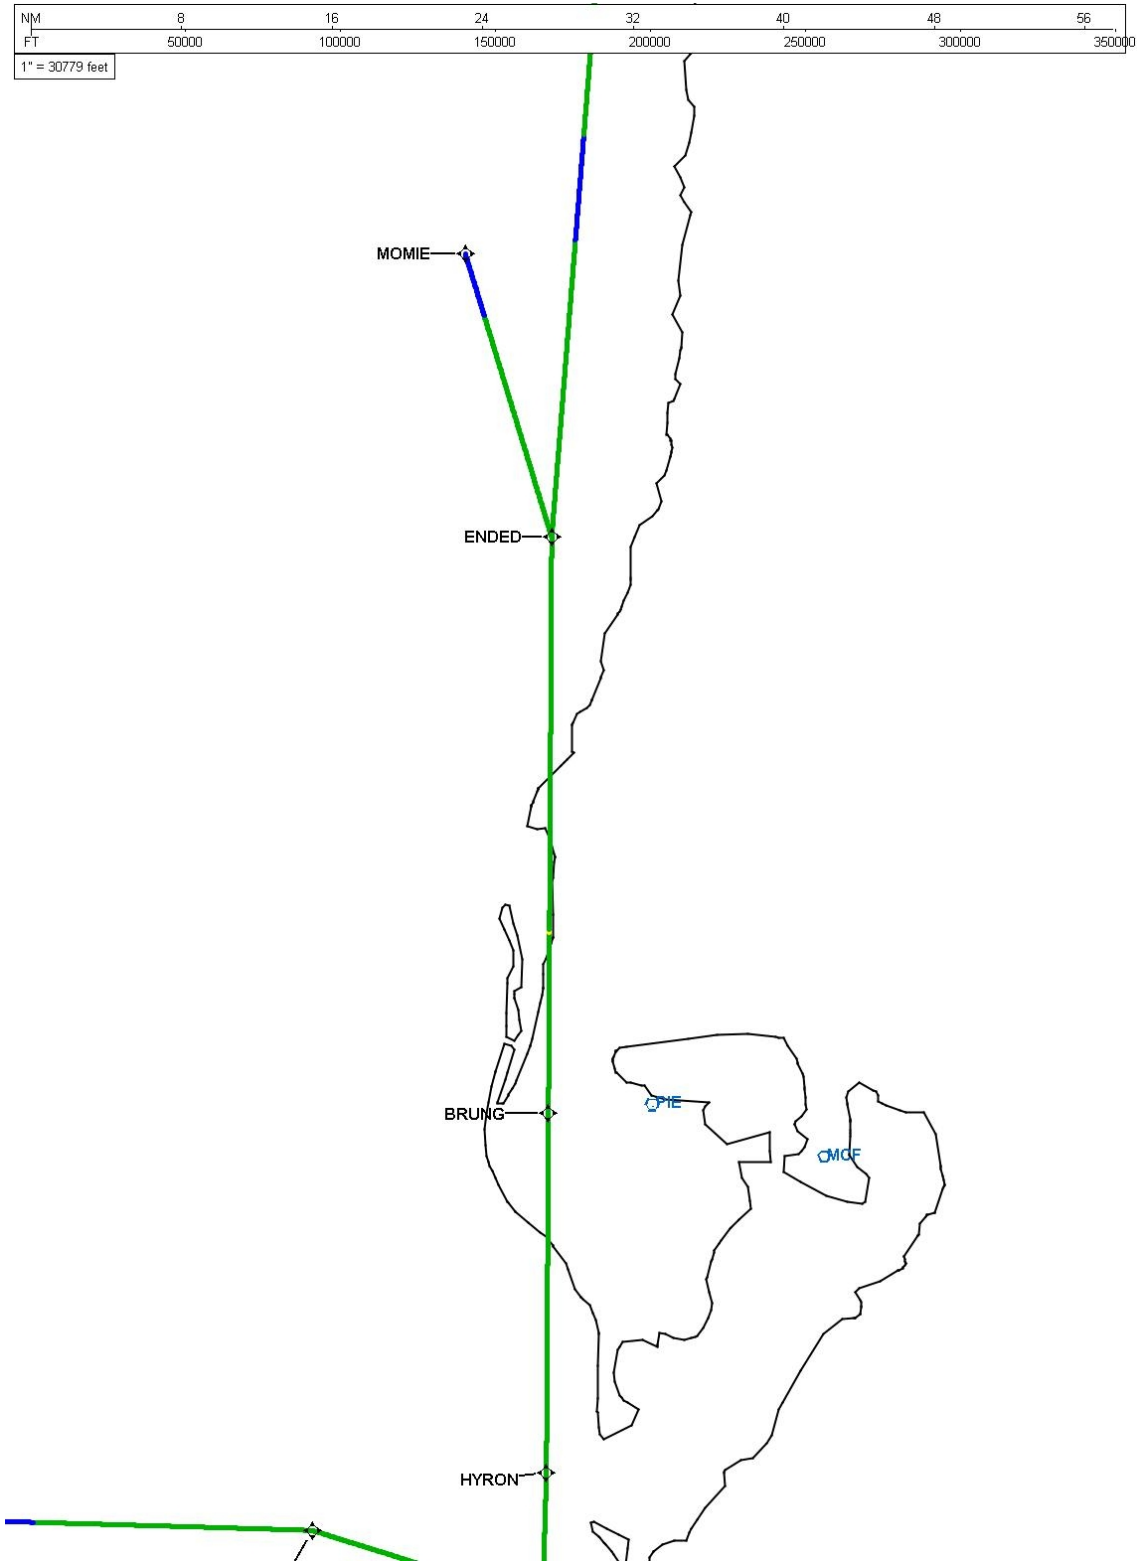 NM 8 16 24 32 40 48 56
FT 50000 100000 150000 200000 250000 300000 350000
1" = 30779 feet
MOMIE
ENDED
PIE
BRUNG
MCF
HYRON